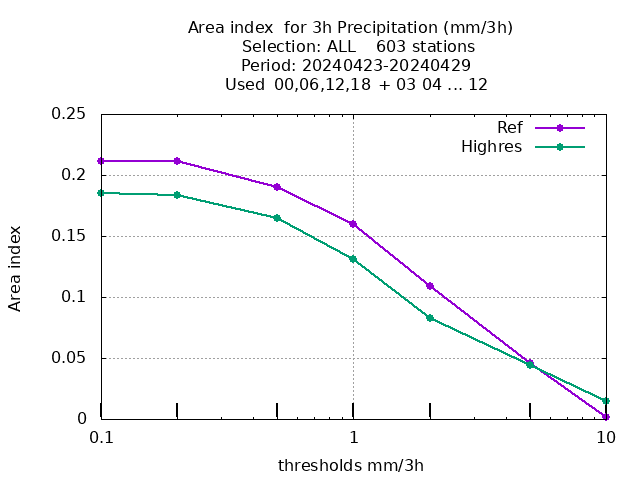 Area index  for 3h Precipitation (mm/3h)
Selection: ALL    603 stations
Period: 20240423-20240429
Used  00,06,12,18  + 03 04 ... 12
0.25
0.2
0.15
0.1
0.05
0
Area index
Ref
Highres
0.1
1
10
thresholds mm/3h